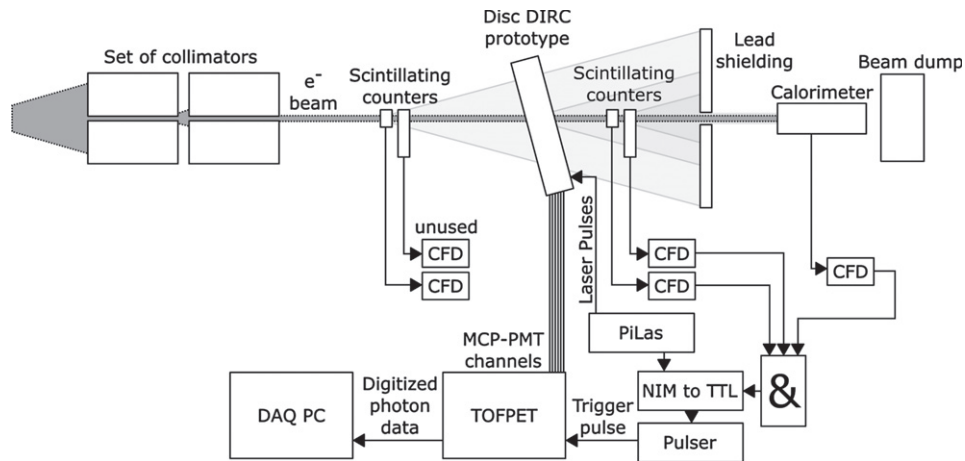 Disc DIRC
prototype
Set of collimators
e⁻
beam
Scintillating
counters
Scintillating
counters
Lead
shielding
Calorimeter
Beam dump
unused
CFD
CFD
Laser Pulses
CFD
CFD
CFD
PiLas
MCP-PMT
channels
NIM to TTL
&
DAQ PC
Digitized
photon
data
TOFPET
Trigger
pulse
Pulser